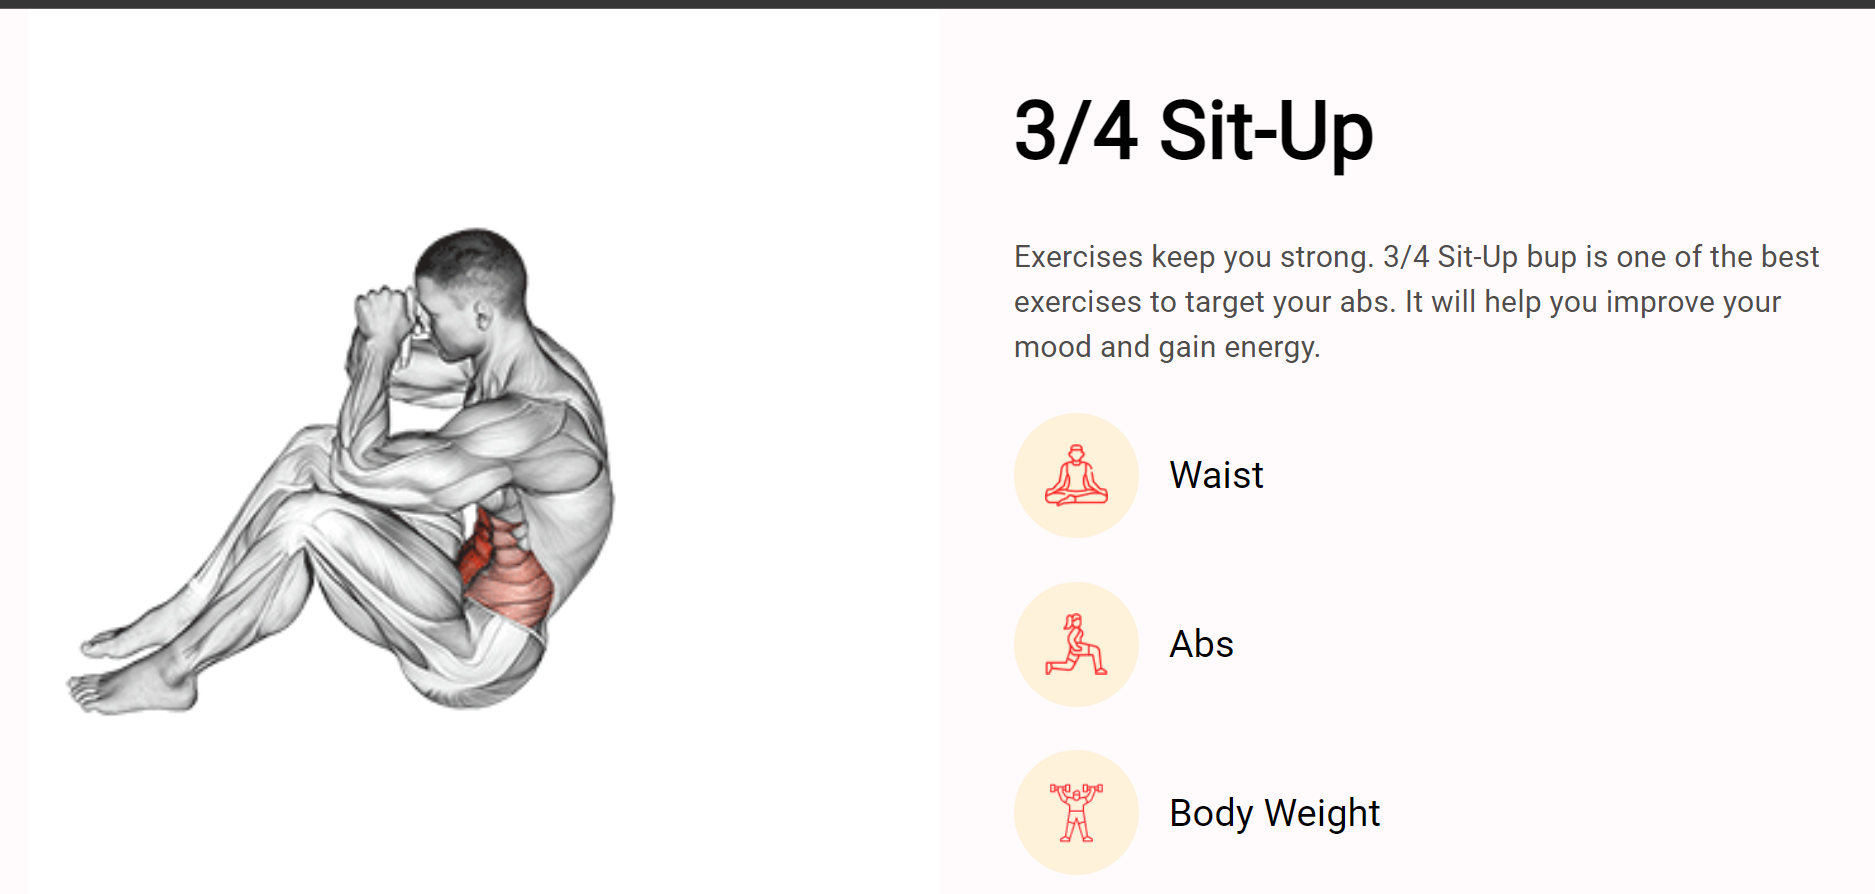 3/4 Sit-Up
Exercises keep you strong. 3/4 Sit-Up bup is one of the best
exercises to target your abs. It will help you improve your
mood and gain energy.
Waist
Abs
Body Weight